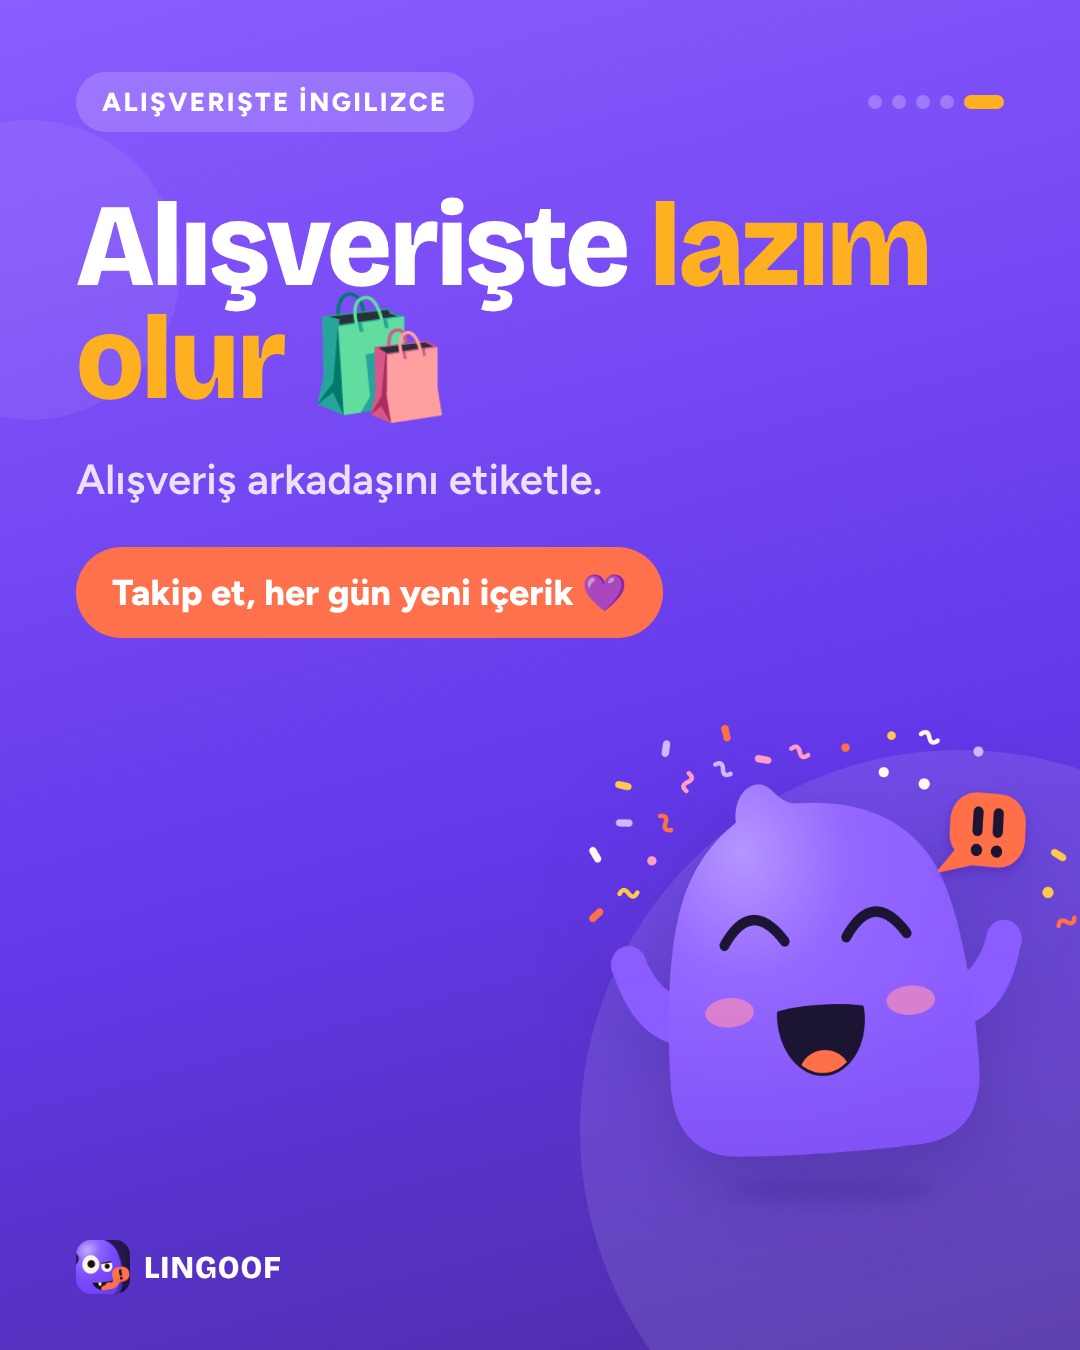 ALIŞVERIŞTE İNGILIZCE
Alışverişte lazım
olur 🛍️
Alışveriş arkadaşını etiketle.
Takip et, her gün yeni içerik 💜
!!
LINGOOF